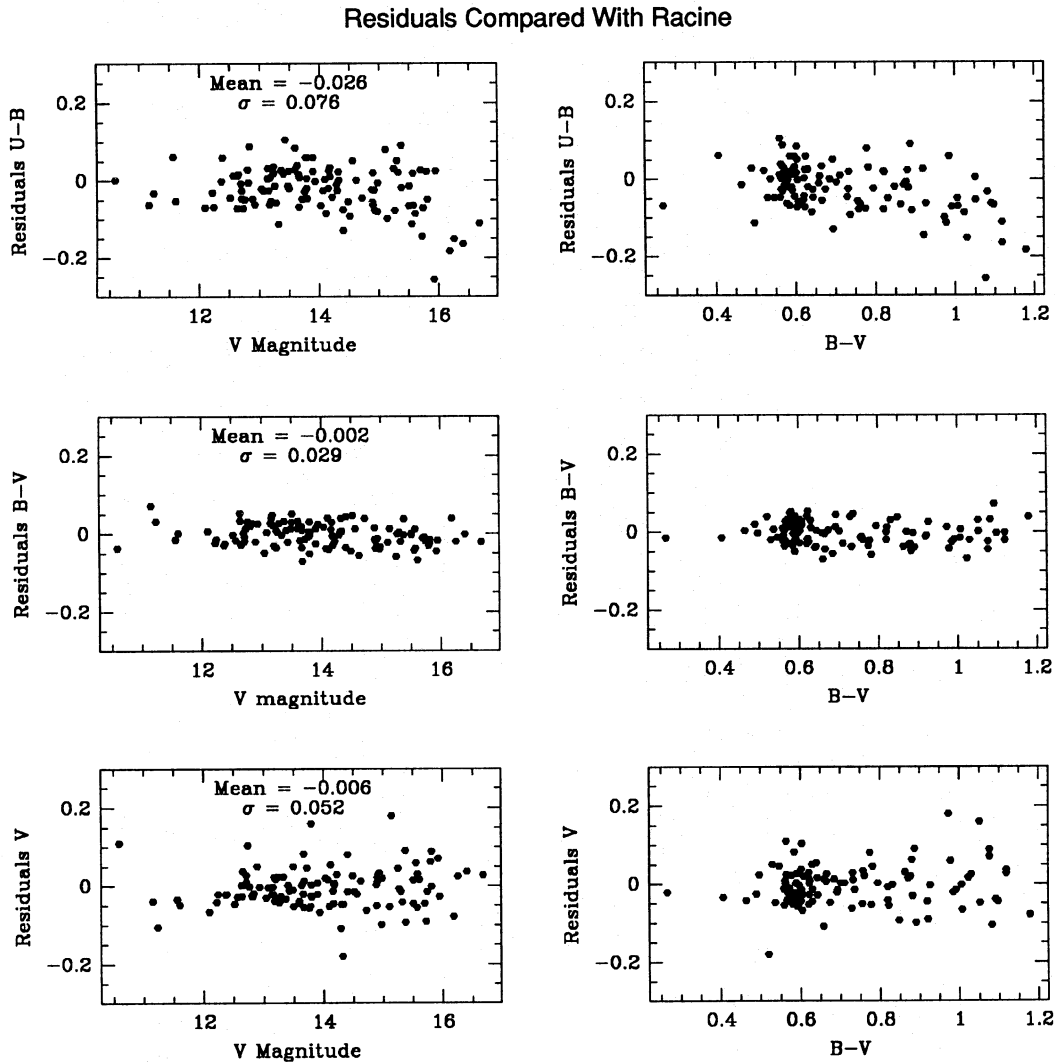 Residuals Compared With Racine
Mean = −0.026
σ = 0.076
Residuals U−B
0.2
0
−0.2
12 14 16
V Magnitude
Residuals U−B
0.2
0
−0.2
0.4 0.6 0.8 1 1.2
B−V
Mean = −0.002
σ = 0.029
Residuals B−V
0.2
0
−0.2
12 14 16
V magnitude
Residuals B−V
0.2
0
−0.2
0.4 0.6 0.8 1 1.2
B−V
Mean = −0.006
σ = 0.052
Residuals V
0.2
0
−0.2
12 14 16
V Magnitude
Residuals V
0.2
0
−0.2
0.4 0.6 0.8 1 1.2
B−V